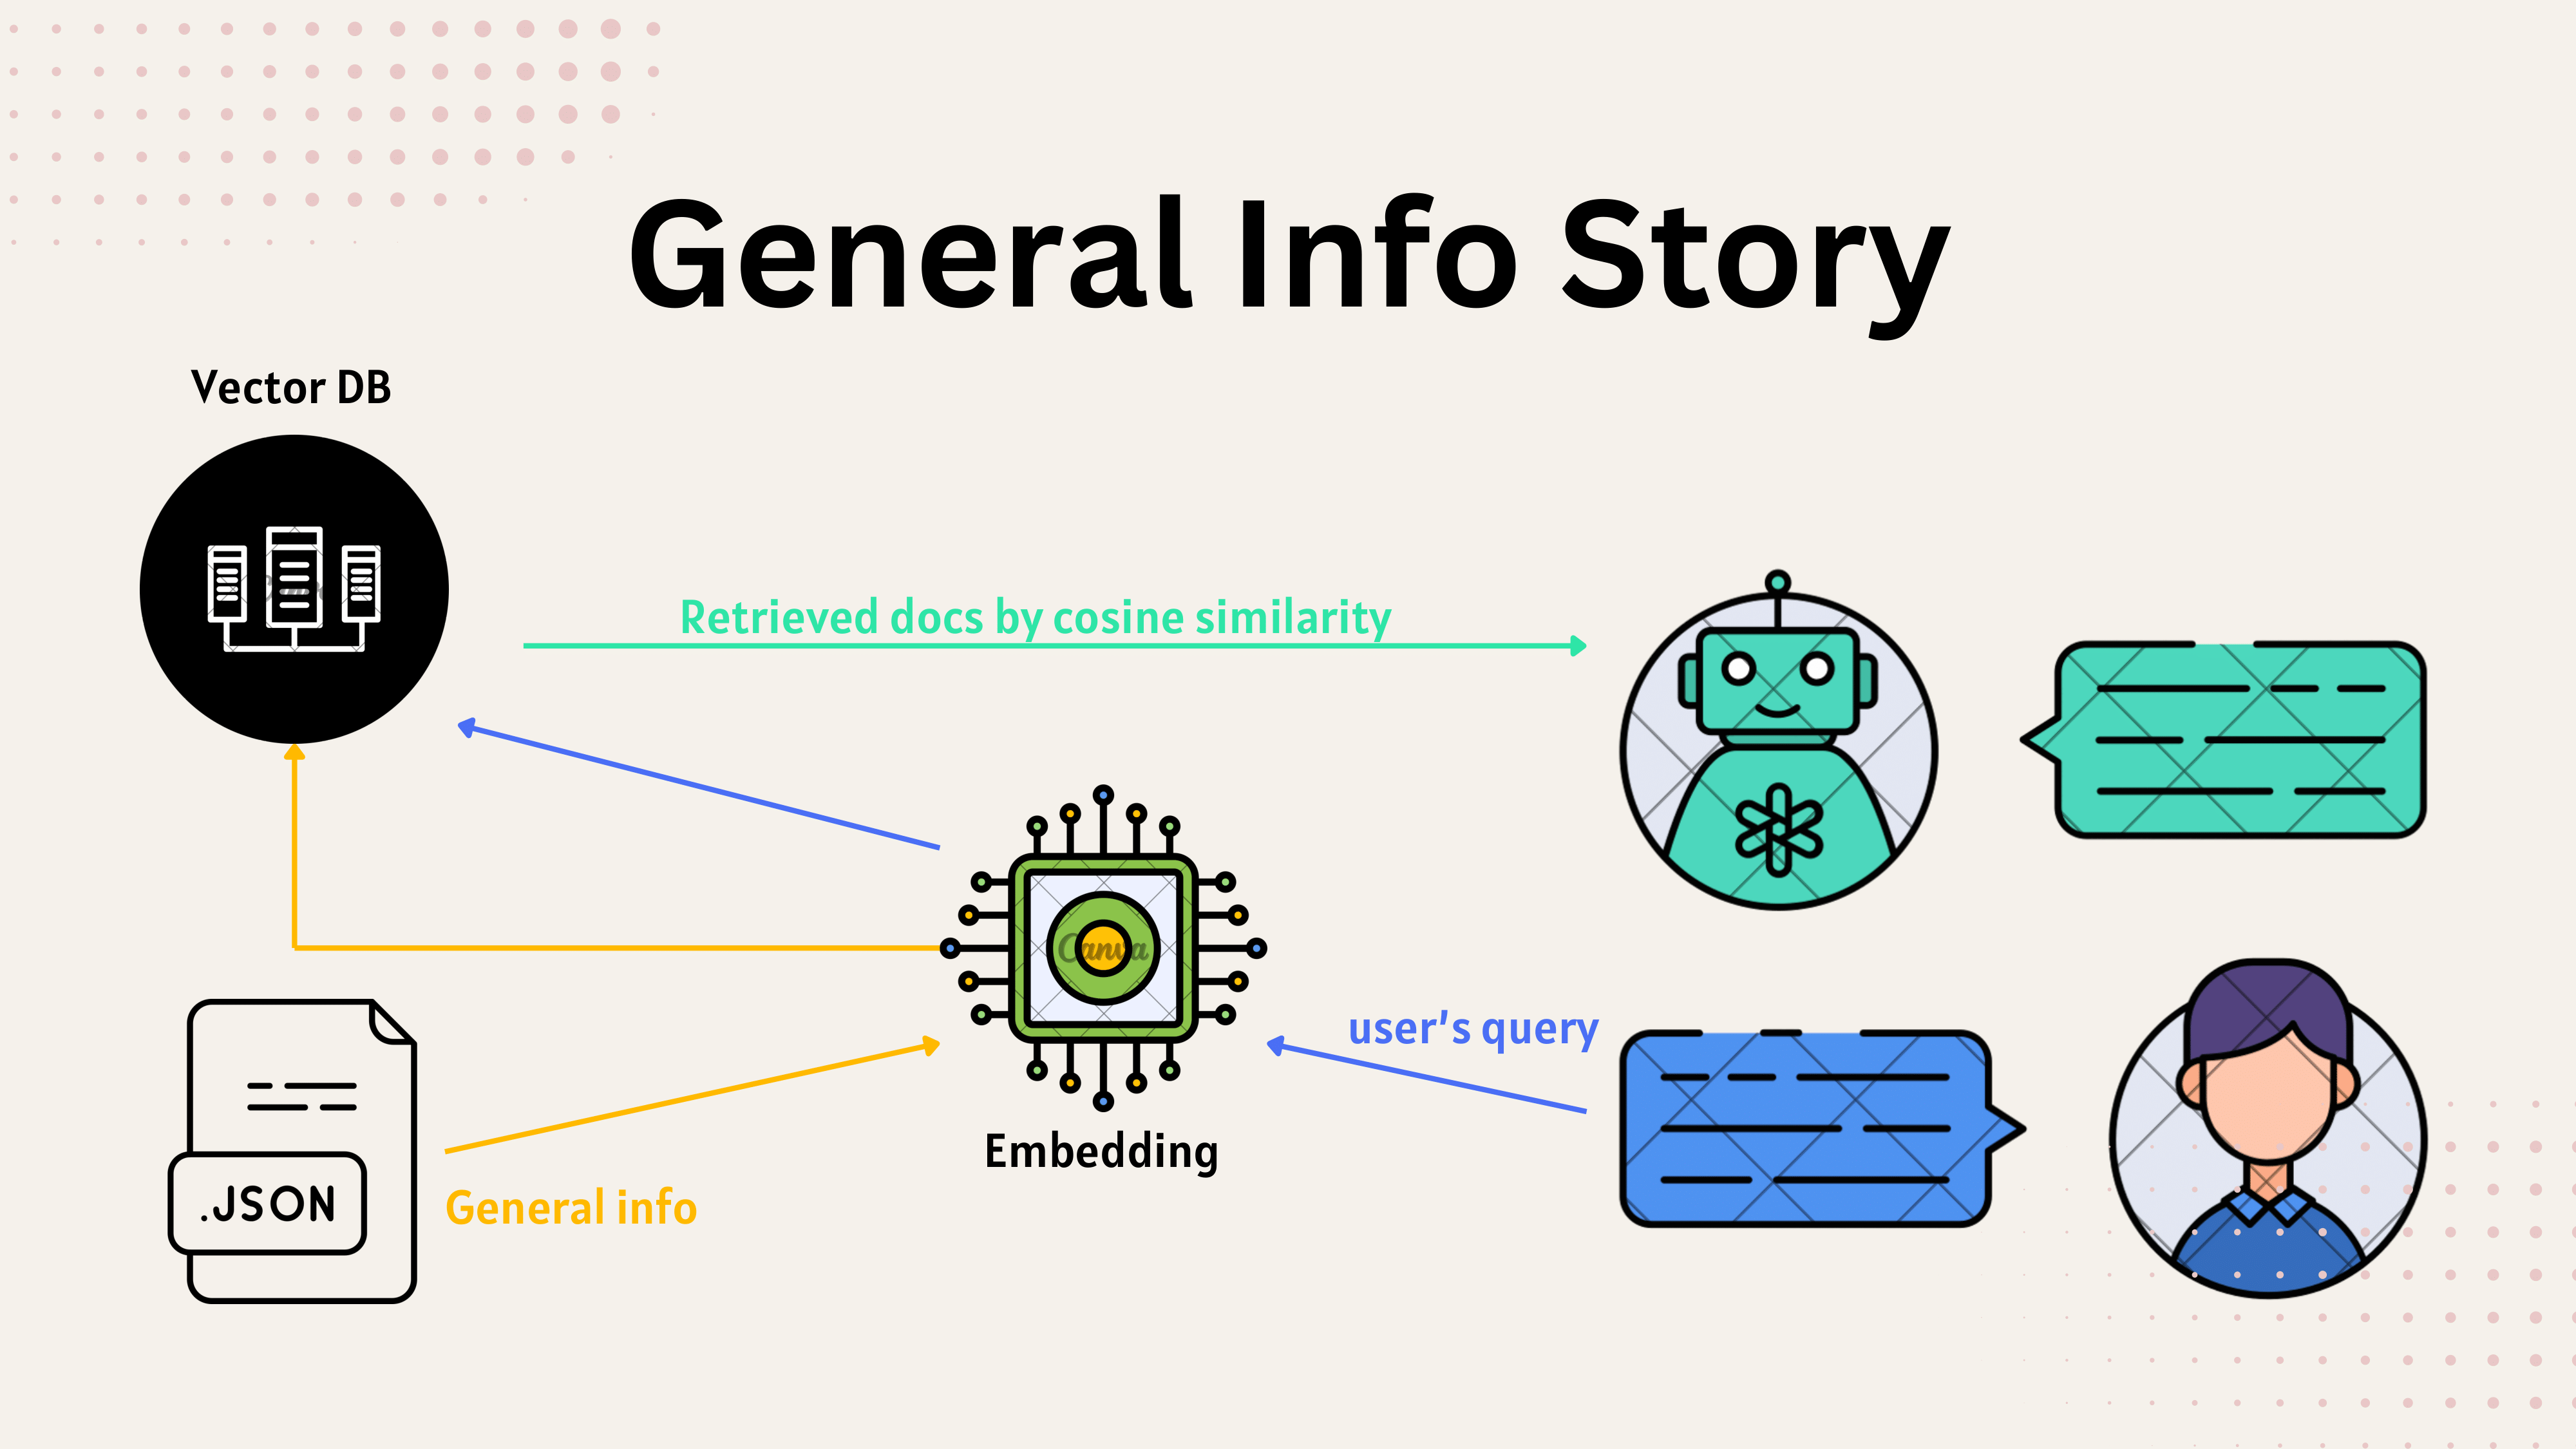 General Info Story
Vector DB
Retrieved docs by cosine similarity
Canva
user's query
Embedding
.JSON
General info